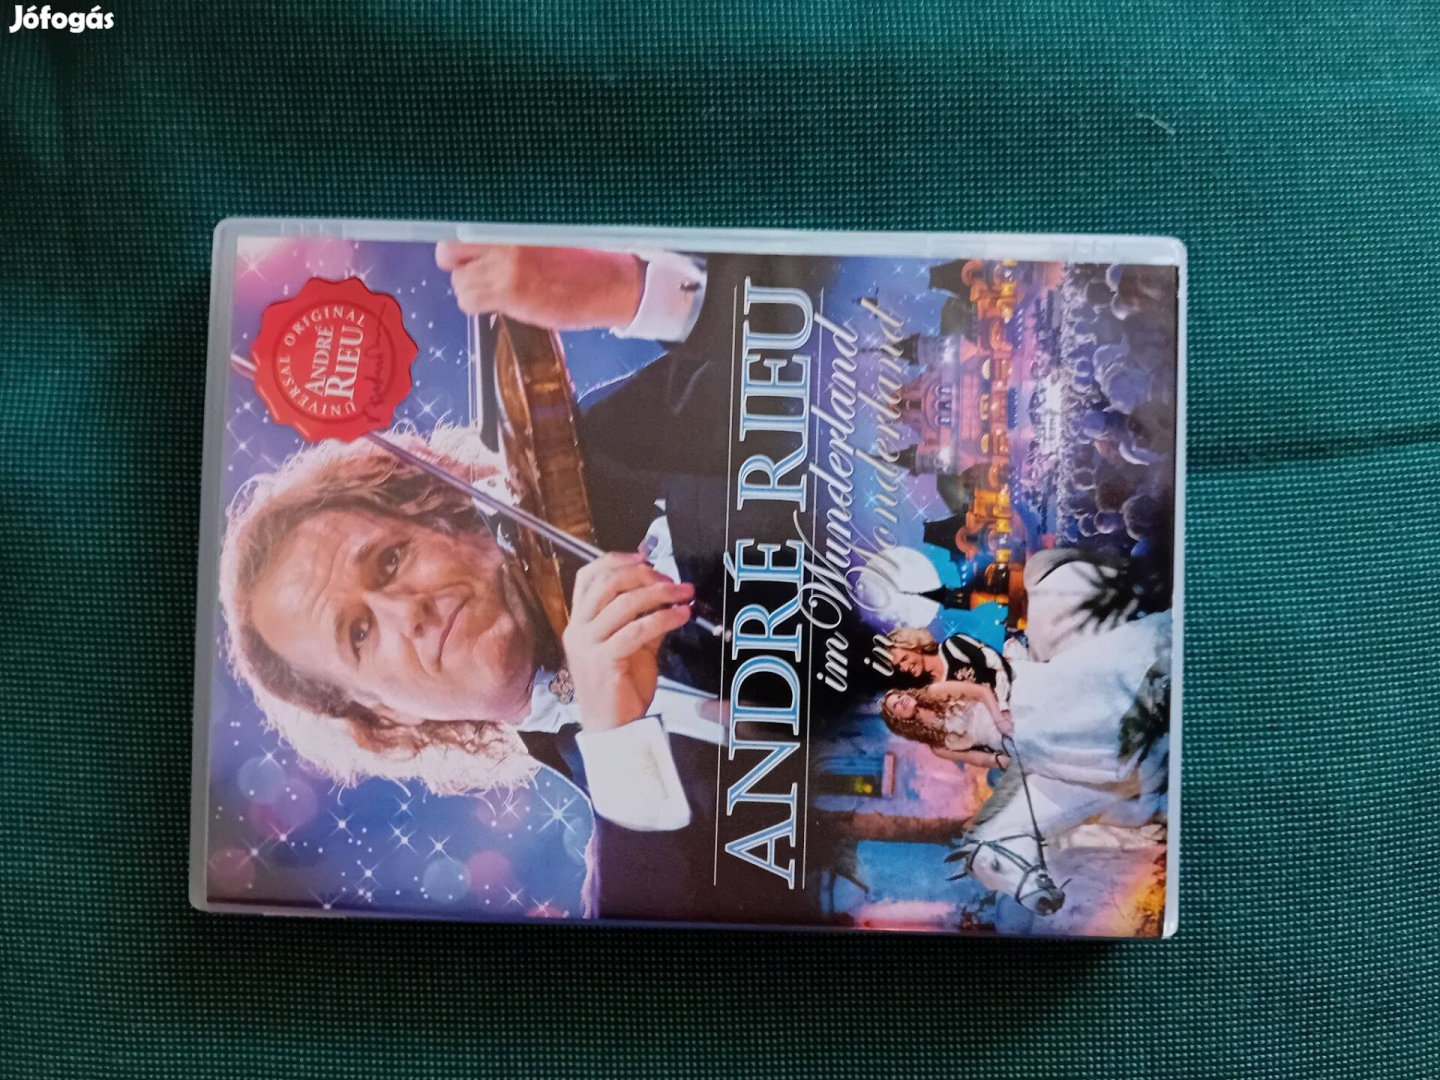 Jófogás
UNIVERSAL ORIGINAL
ANDRÉ
RIEU
ANDRÉ RIEU
im Wunderland
in Wonderland